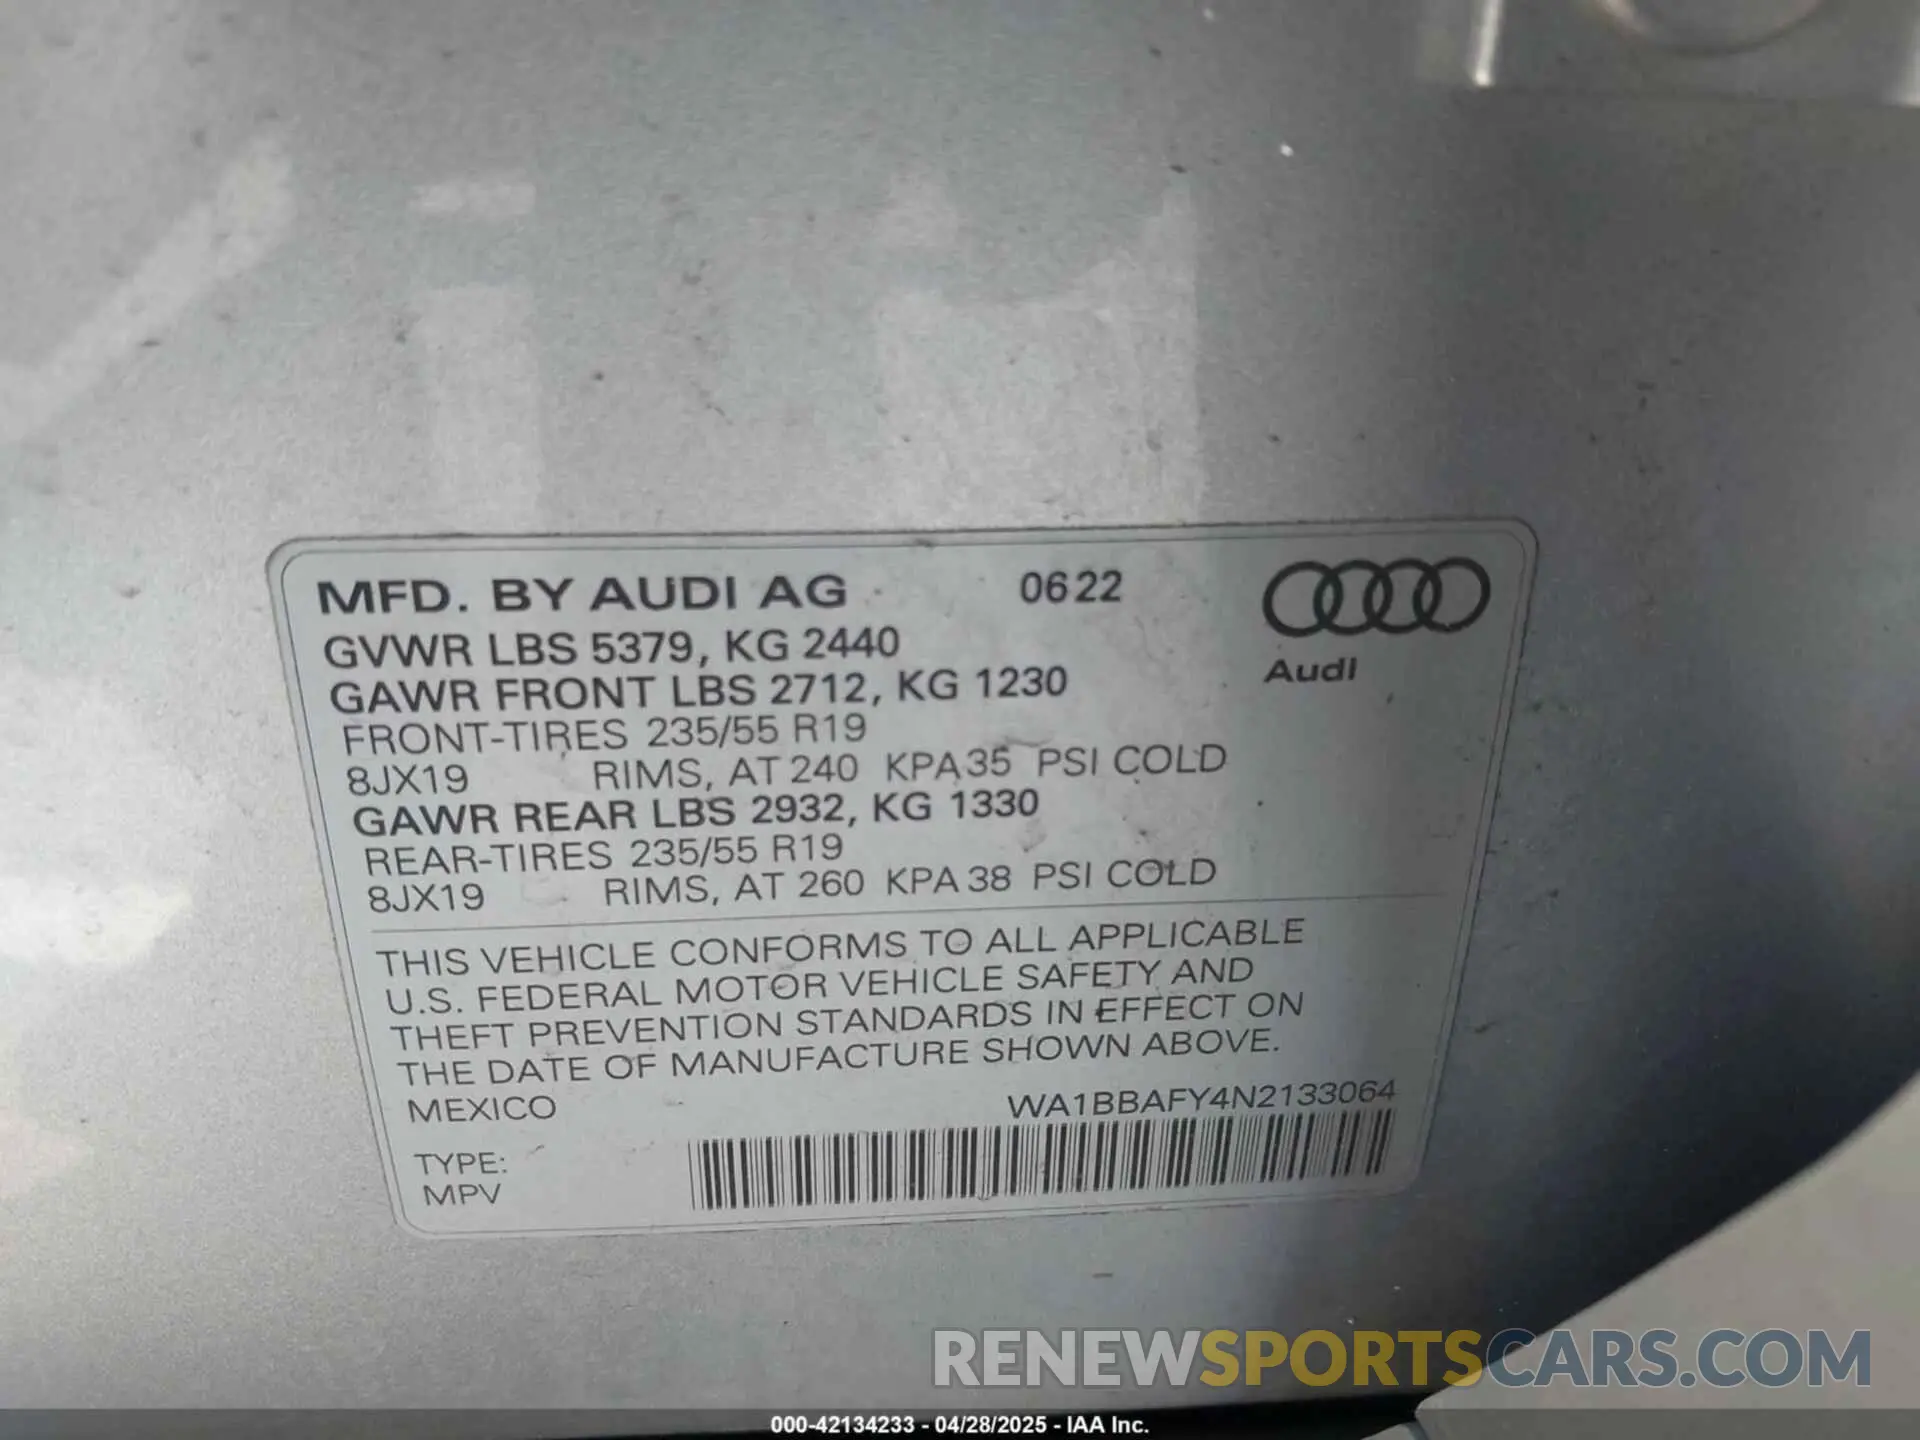 MFD. BY AUDI AG 0622
GVWR LBS 5379, KG 2440
Audi
GAWR FRONT LBS 2712, KG 1230
FRONT-TIRES 235/55 R19
8JX19 RIMS, AT 240 KPA 35 PSI COLD
GAWR REAR LBS 2932, KG 1330
REAR-TIRES 235/55 R19
8JX19 RIMS, AT 260 KPA 38 PSI COLD
THIS VEHICLE CONFORMS TO ALL APPLICABLE
U.S. FEDERAL MOTOR VEHICLE SAFETY AND
THEFT PREVENTION STANDARDS IN EFFECT ON
THE DATE OF MANUFACTURE SHOWN ABOVE.
MEXICO WA1BBAFY4N2133064
TYPE:
MPV
RENEWSPORTSCARS.COM
000-42134233 - 04/28/2025 - IAA Inc.